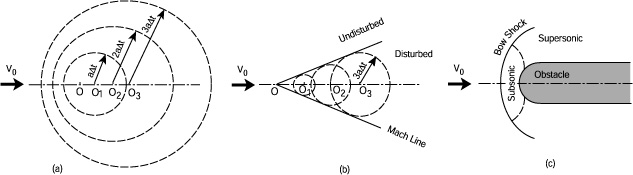 V0
aΔt
2aΔt
3aΔt
O O1 O2 O3
(a)
V0
Undisturbed
Disturbed
3aΔt
O O1 O2 O3
Mach Line
(b)
V0
Bow Shock
Supersonic
Subsonic
Obstacle
(c)